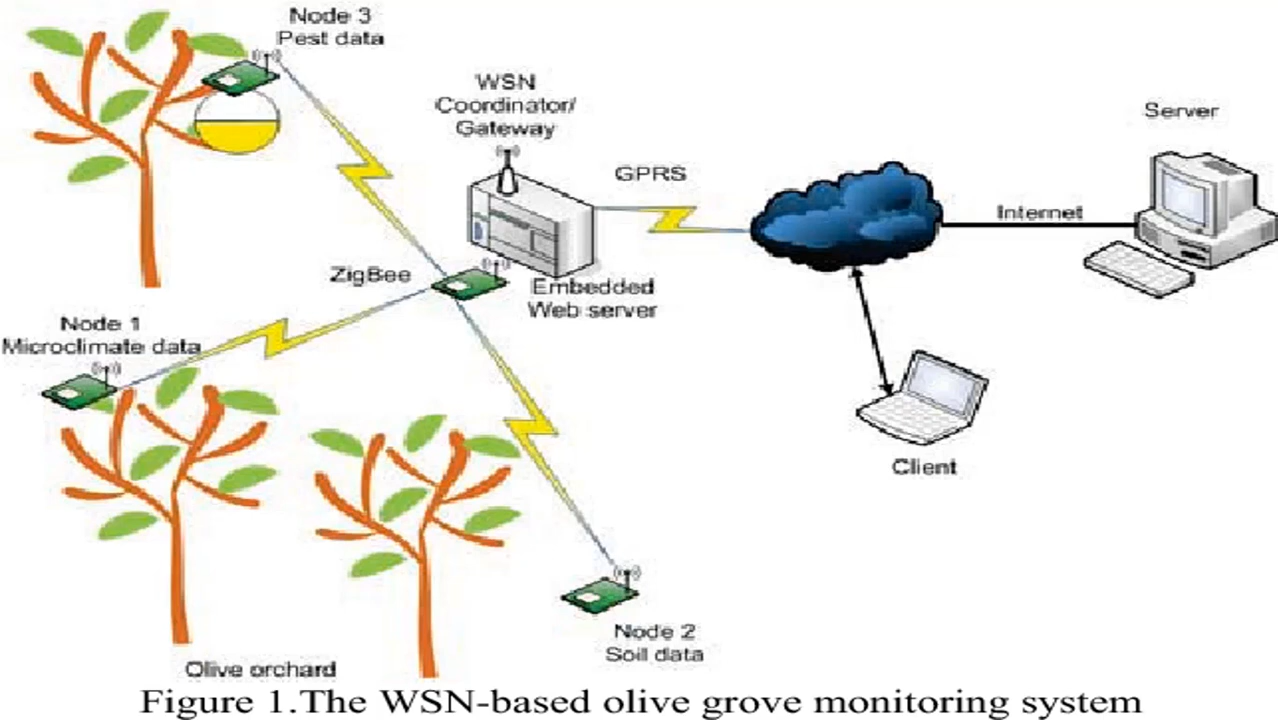 Node 3
Pest data
WSN
Coordinator/
Gateway
Server
GPRS
Internet
ZigBee
Embedded
Web server
Node 1
Microclimate data
Client
Node 2
Soil data
Olive orchard
Figure 1.The WSN-based olive grove monitoring system